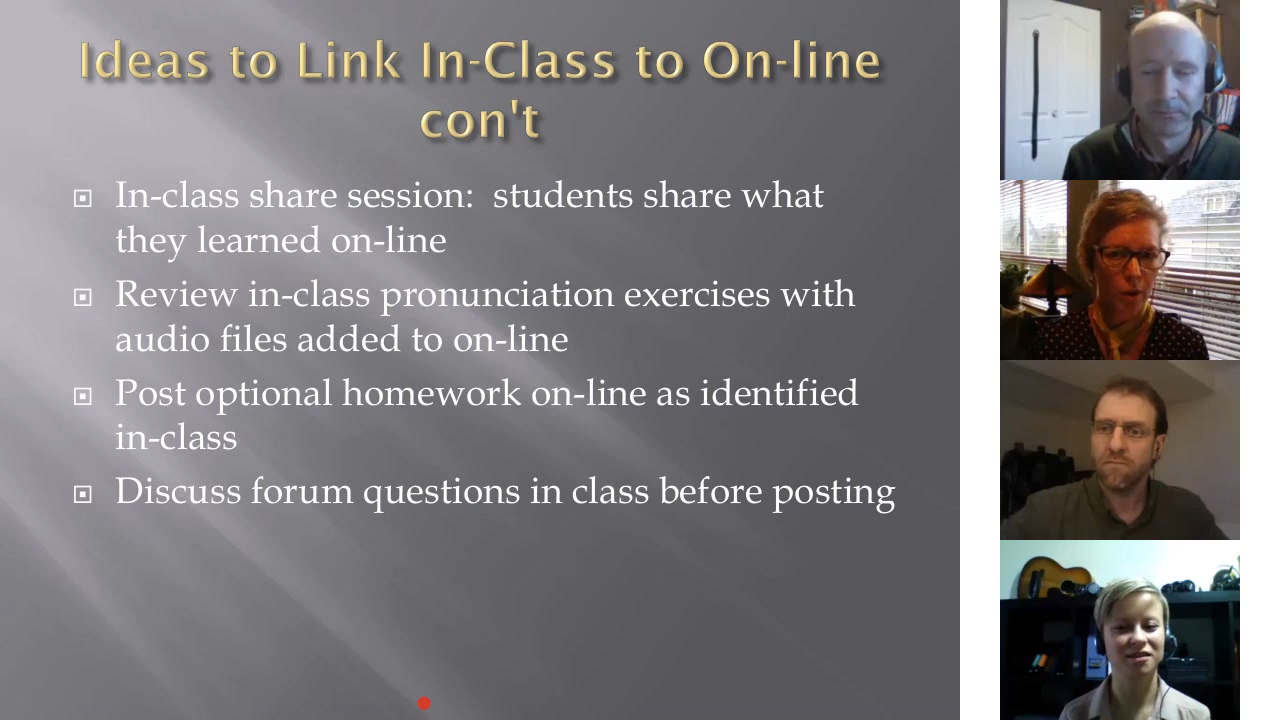 Ideas to Link In-Class to On-line
con't
In-class share session:  students share what
they learned on-line
Review in-class pronunciation exercises with
audio files added to on-line
Post optional homework on-line as identified
in-class
Discuss forum questions in class before posting